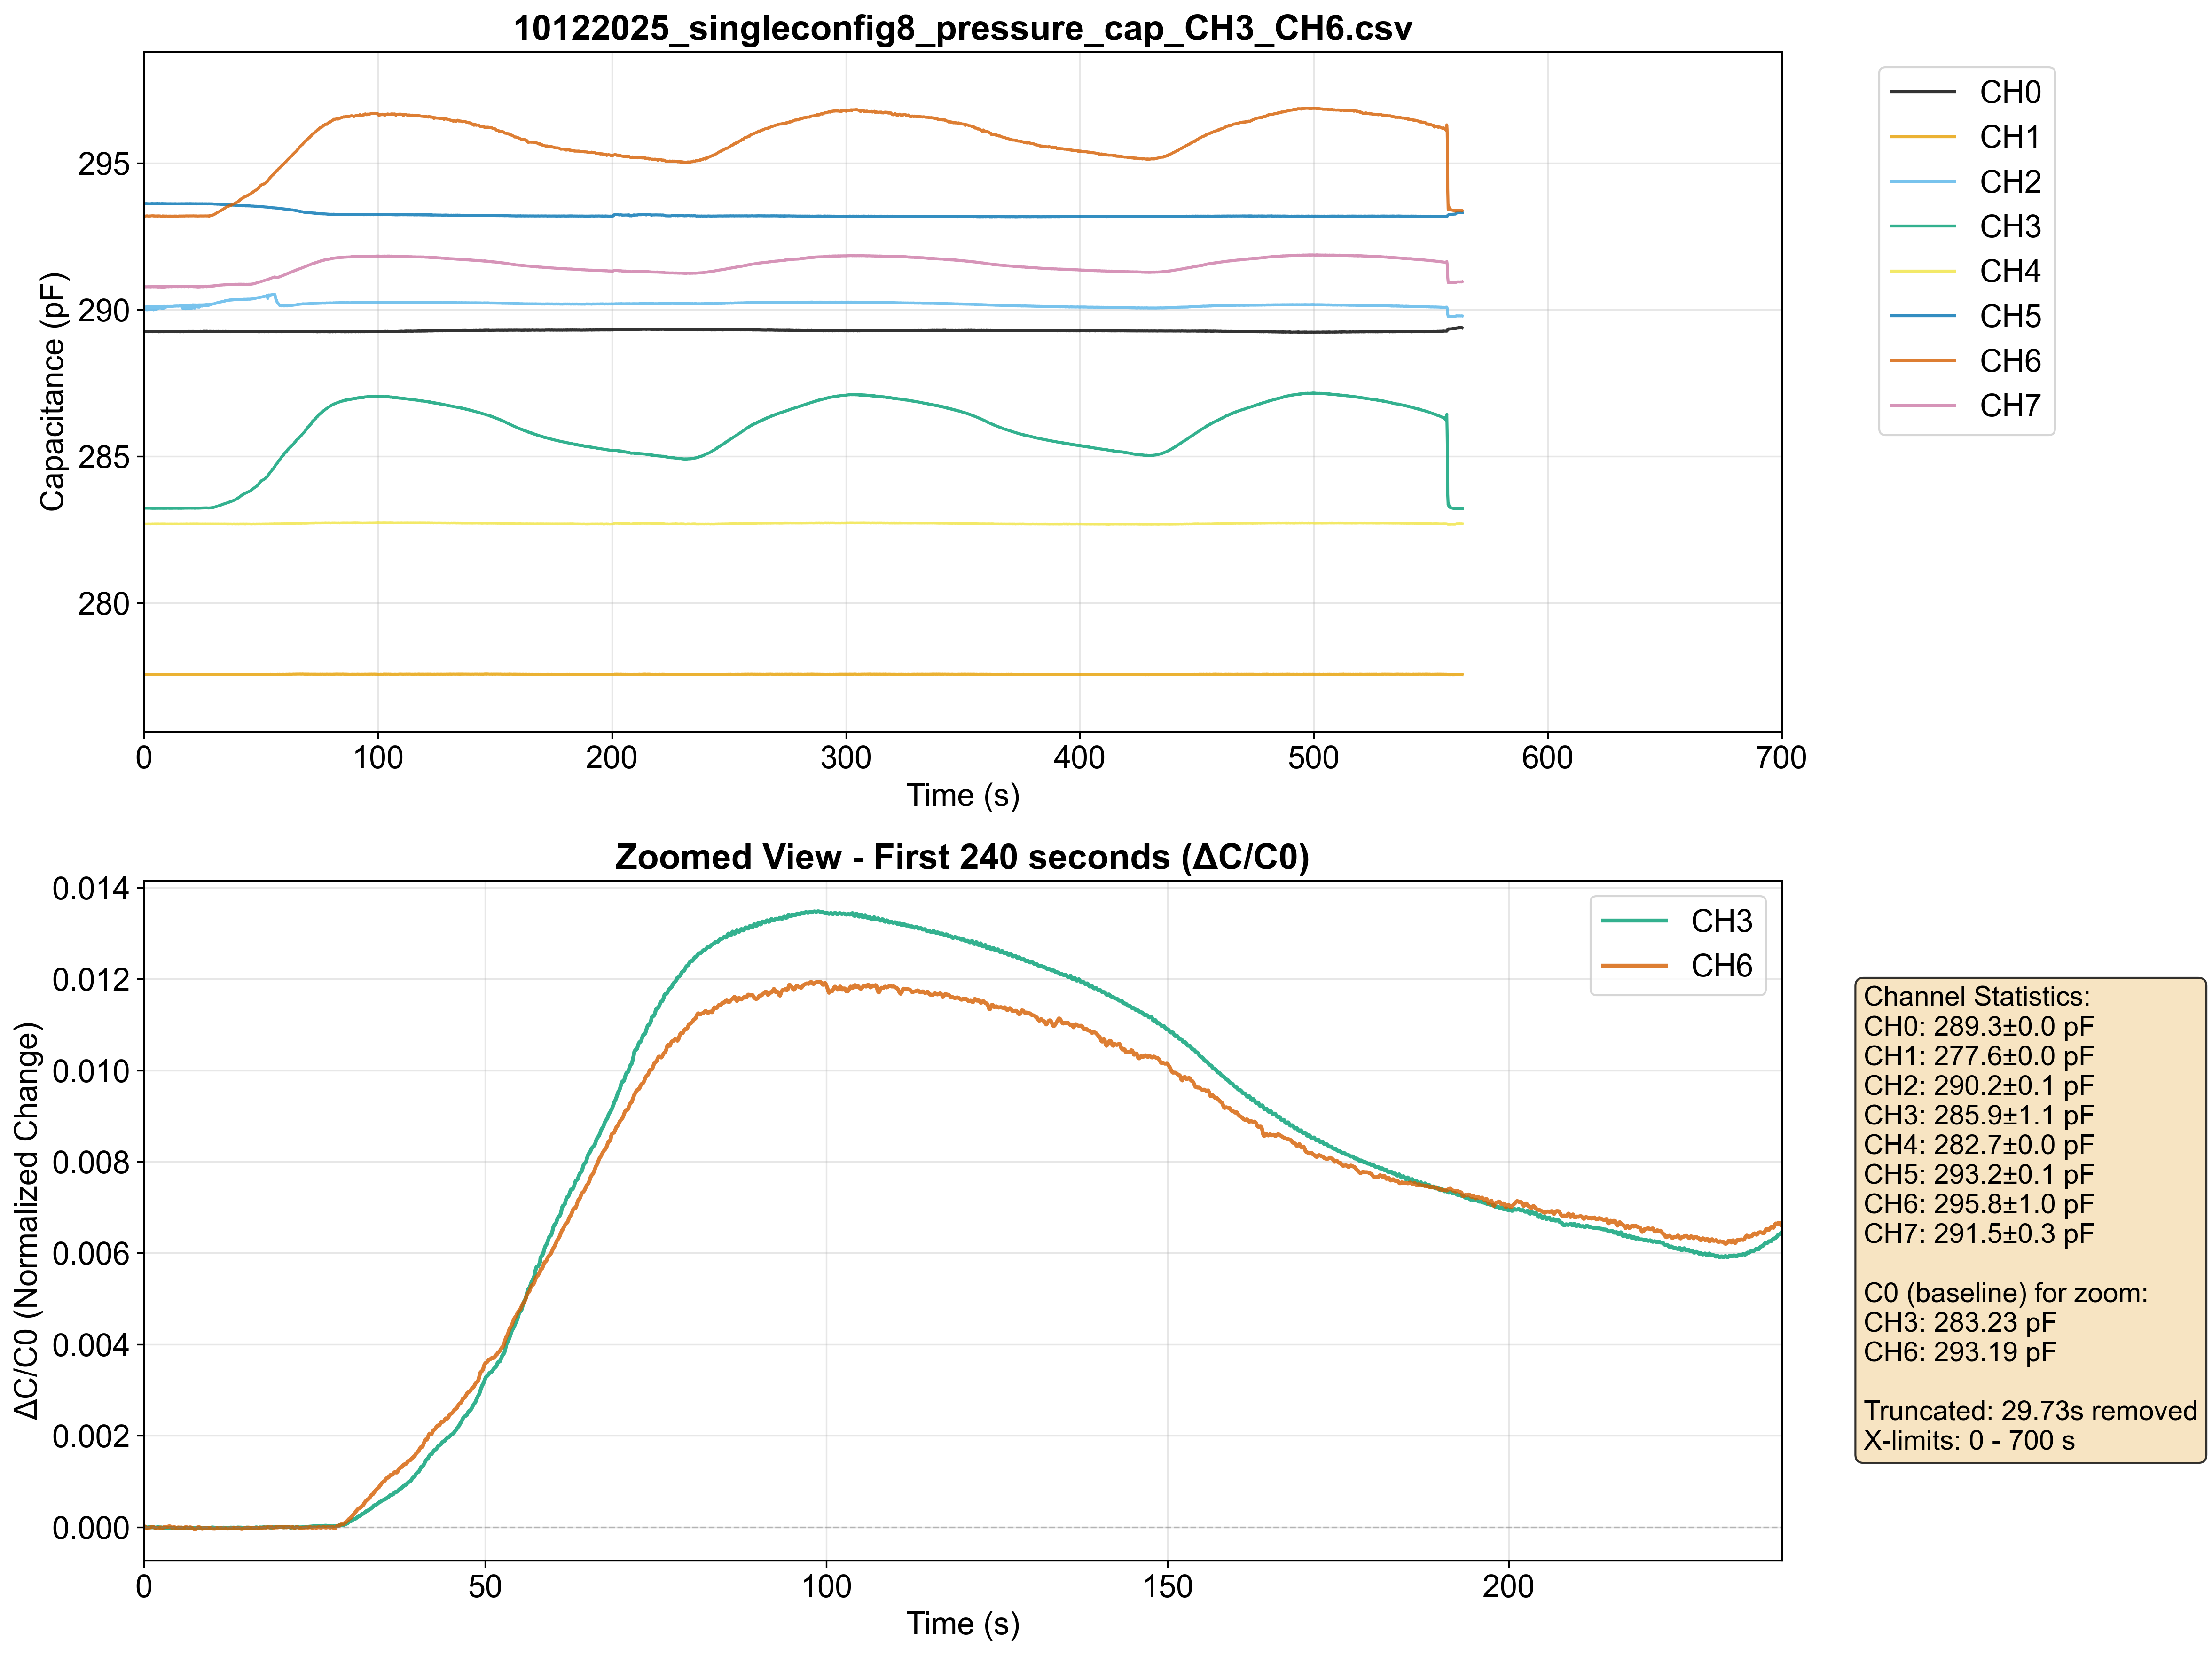 10122025_singleconfig8_pressure_cap_CH3_CH6.csv
Capacitance (pF)
295
290
285
280
0 100 200 300 400 500 600 700
Time (s)
CH0
CH1
CH2
CH3
CH4
CH5
CH6
CH7
Zoomed View - First 240 seconds (ΔC/C0)
ΔC/C0 (Normalized Change)
0.014
0.012
0.010
0.008
0.006
0.004
0.002
0.000
0 50 100 150 200
Time (s)
CH3
CH6
Channel Statistics:
CH0: 289.3±0.0 pF
CH1: 277.6±0.0 pF
CH2: 290.2±0.1 pF
CH3: 285.9±1.1 pF
CH4: 282.7±0.0 pF
CH5: 293.2±0.1 pF
CH6: 295.8±1.0 pF
CH7: 291.5±0.3 pF
C0 (baseline) for zoom:
CH3: 283.23 pF
CH6: 293.19 pF
Truncated: 29.73s removed
X-limits: 0 - 700 s